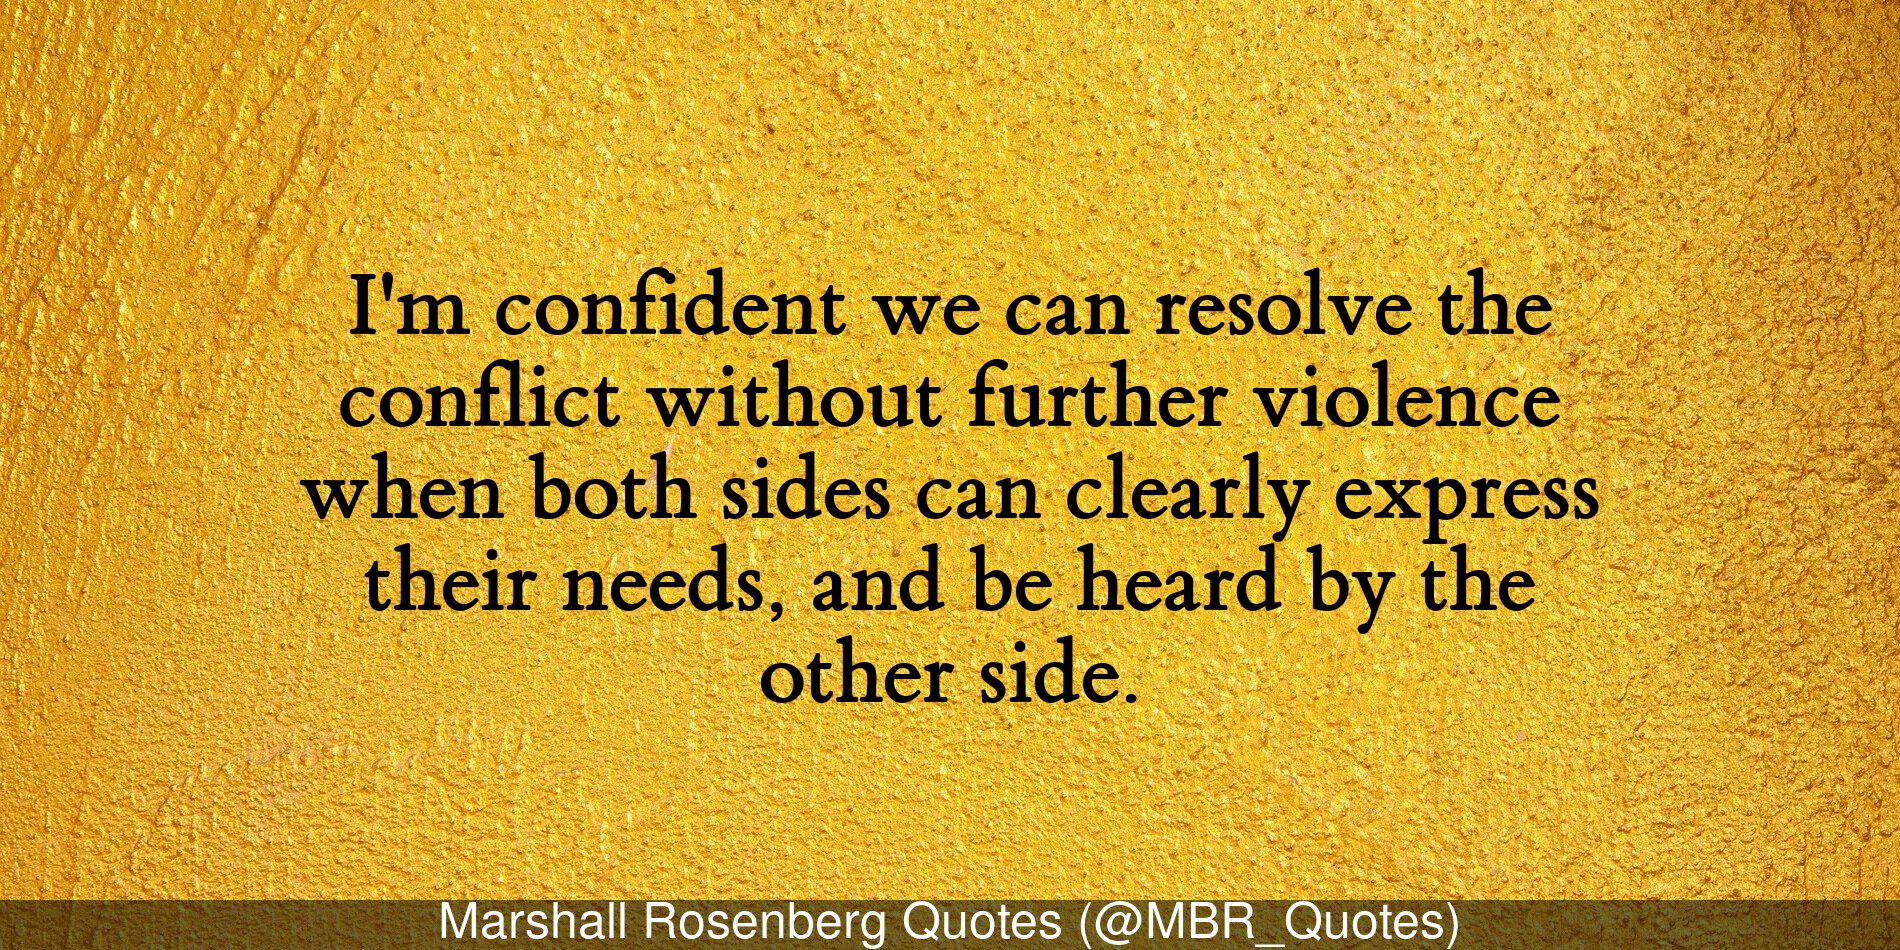 I'm confident we can resolve the
conflict without further violence
when both sides can clearly express
their needs, and be heard by the
other side.
Marshall Rosenberg Quotes (@MBR_Quotes)